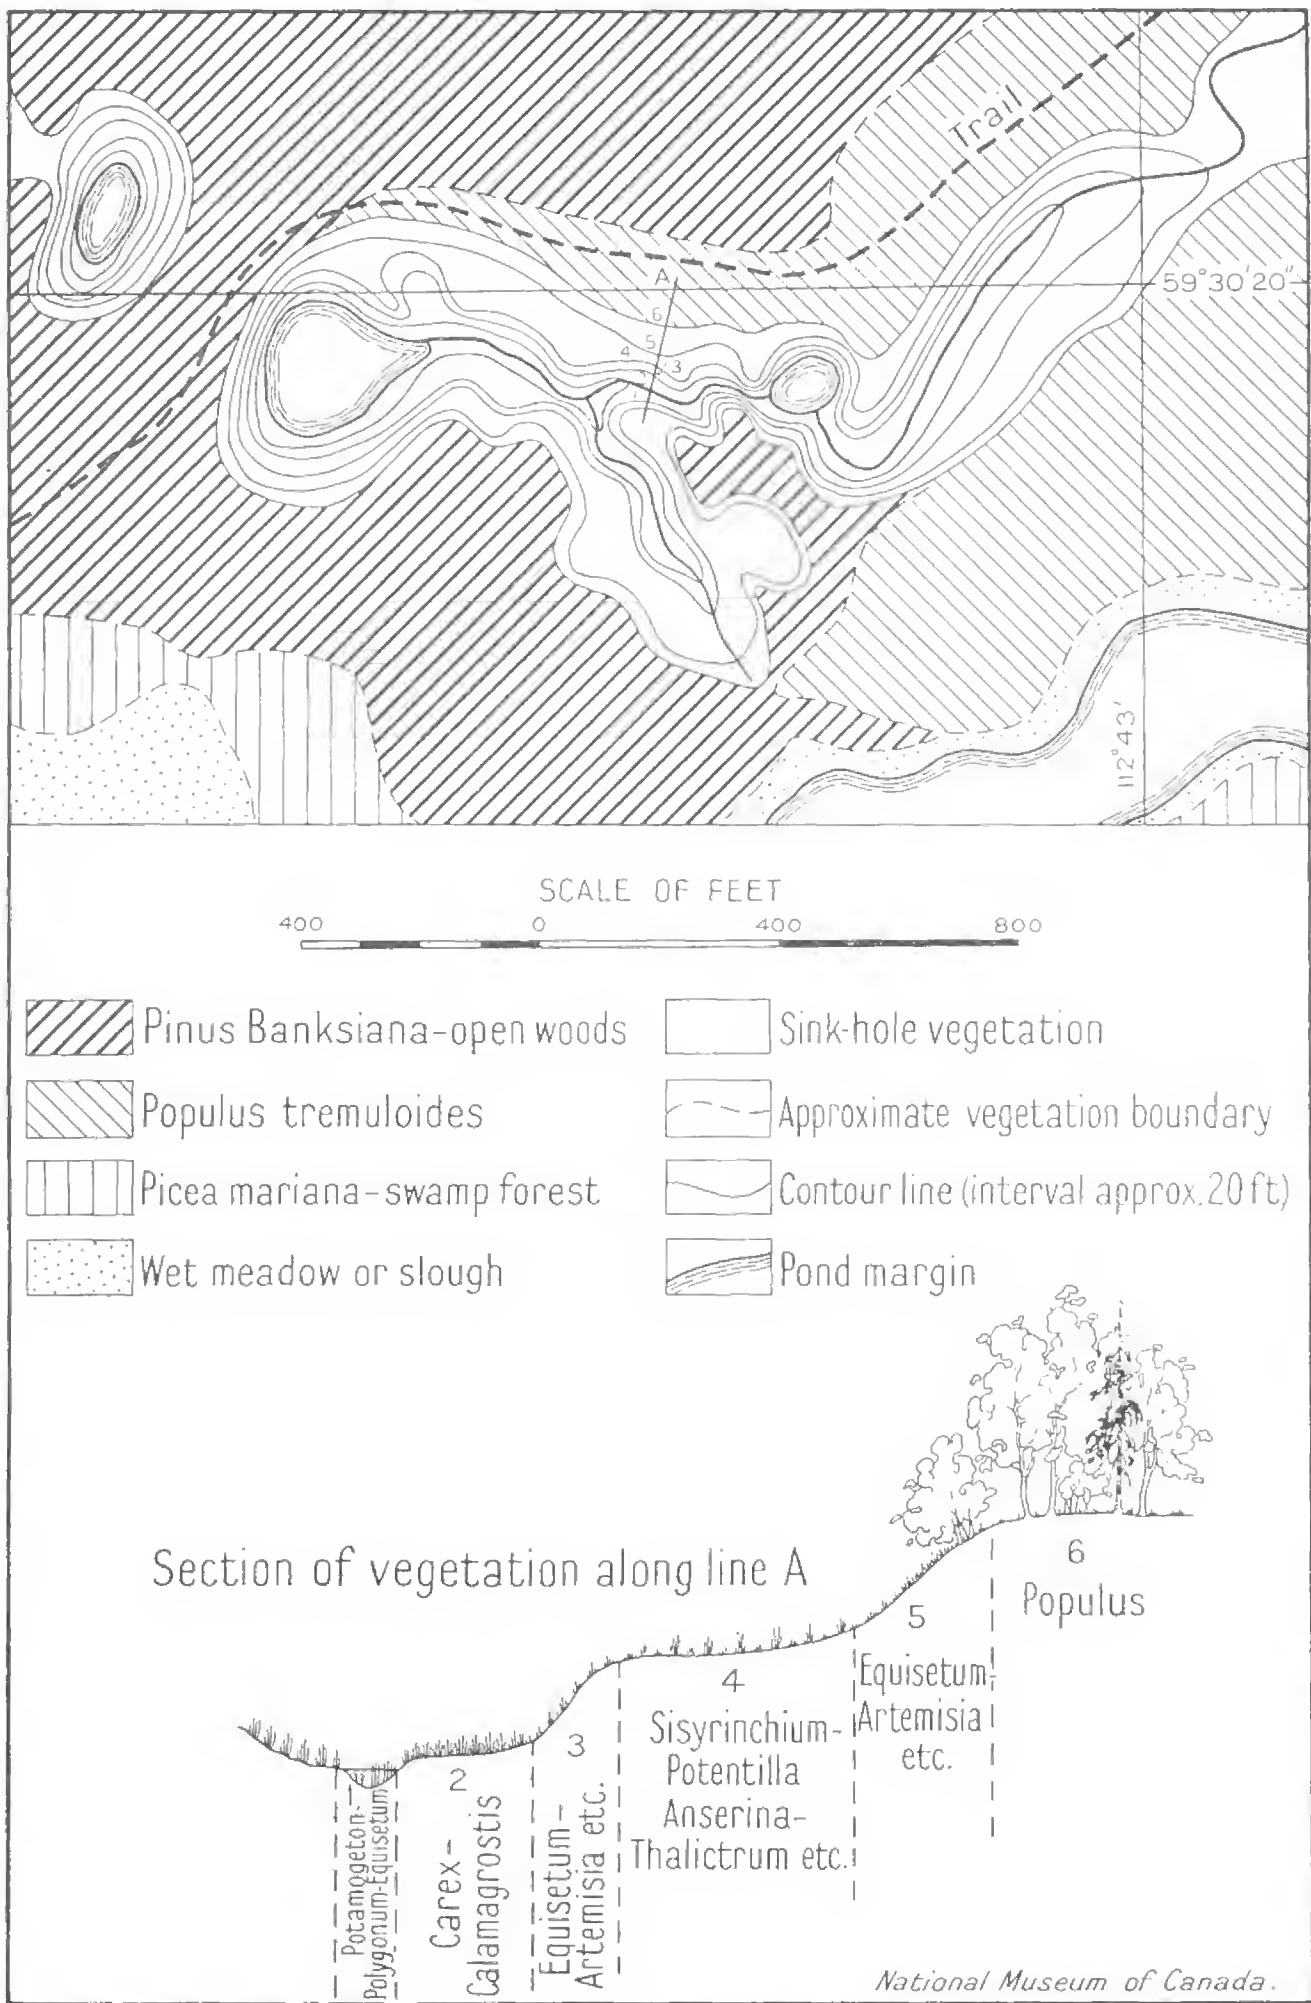 Trail
A
59°30'20"
6
5
4
3
1
112°43'
SCALE OF FEET
400 0 400 800
Pinus Banksiana-open woods
Populus tremuloides
Picea mariana-swamp forest
Wet meadow or slough
Sink-hole vegetation
Approximate vegetation boundary
Contour line (interval approx. 20 ft)
Pond margin
Section of vegetation along line A
6
Populus
5
Equisetum-
Artemisia
etc.
4
Sisyrinchium-
Potentilla
Anserina-
Thalictrum etc.
3
Equisetum-
Artemisia etc.
2
Carex-
Calamagrostis
1
Potamogeton-
Polygonum-Equisetum
National Museum of Canada.